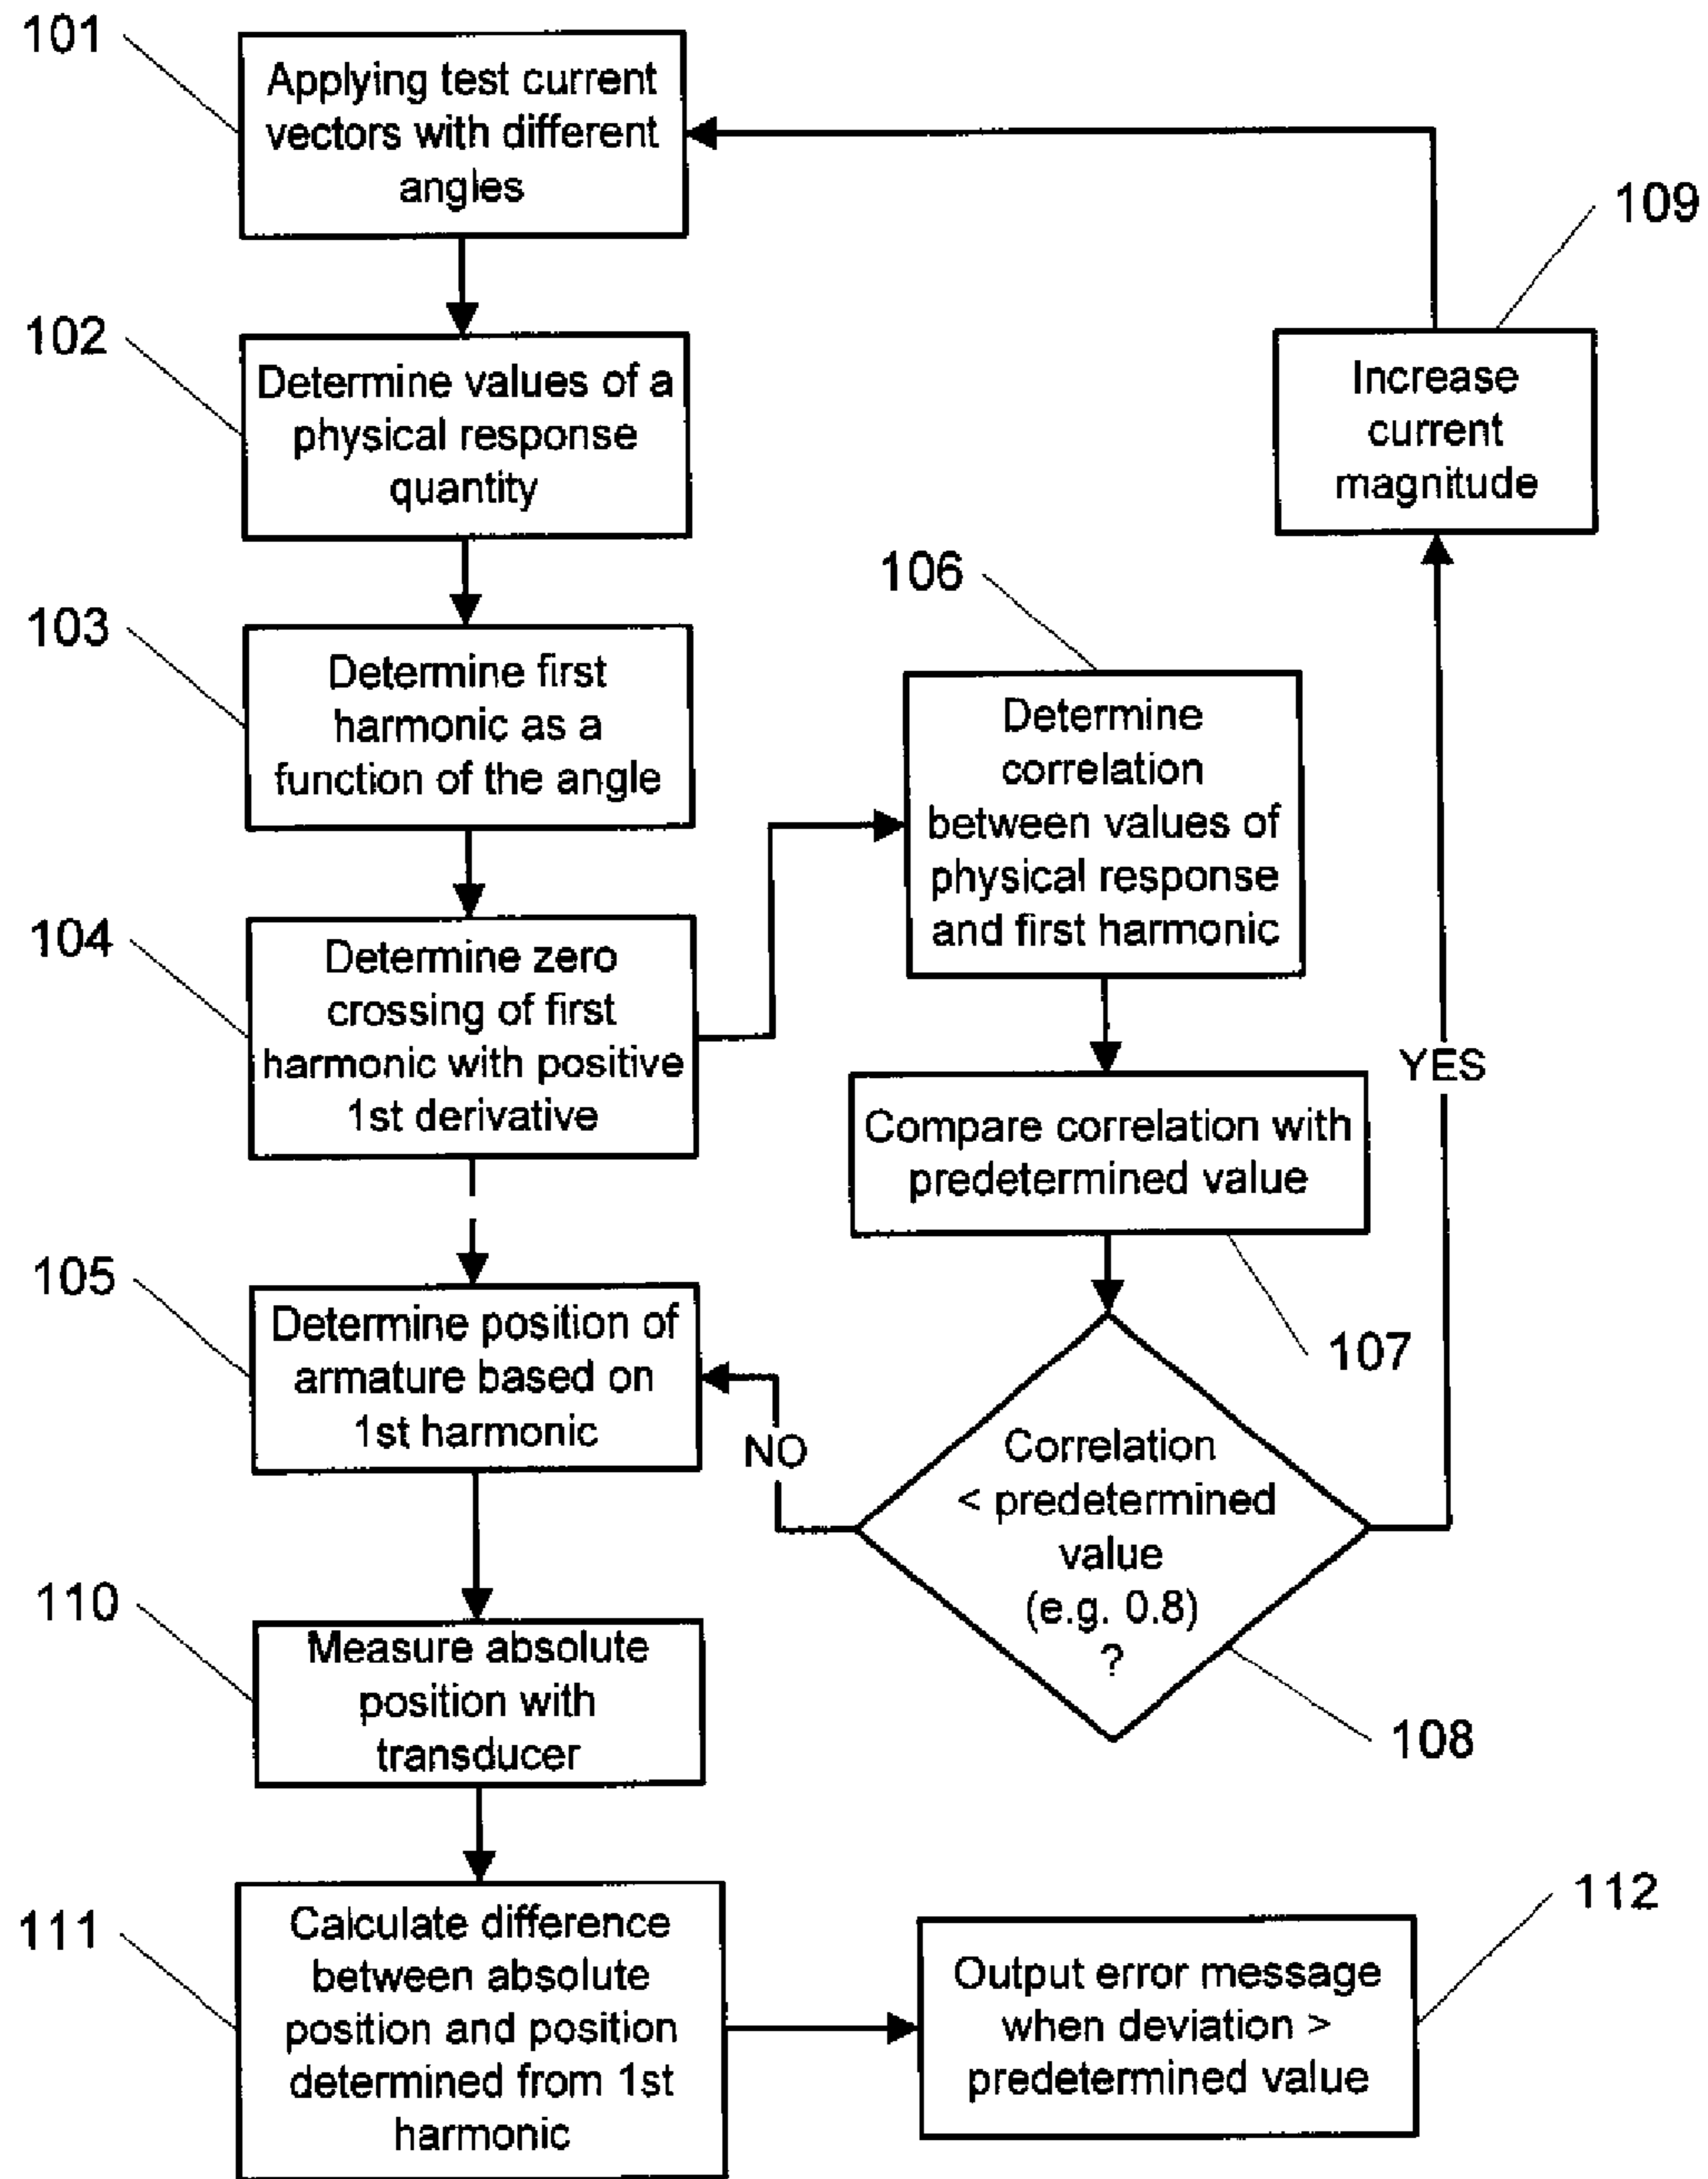 101
Applying test current
vectors with different
angles
102
Determine values of a
physical response
quantity
103
Determine first
harmonic as a
function of the angle
104
Determine zero
crossing of first
harmonic with positive
1st derivative
105
Determine position of
armature based on
1st harmonic
106
Determine
correlation
between values of
physical response
and first harmonic
Compare correlation with
predetermined value
107
Correlation
< predetermined
value
(e.g. 0.8)
?
108
NO
YES
109
Increase
current
magnitude
110
Measure absolute
position with
transducer
111
Calculate difference
between absolute
position and position
determined from 1st
harmonic
112
Output error message
when deviation >
predetermined value